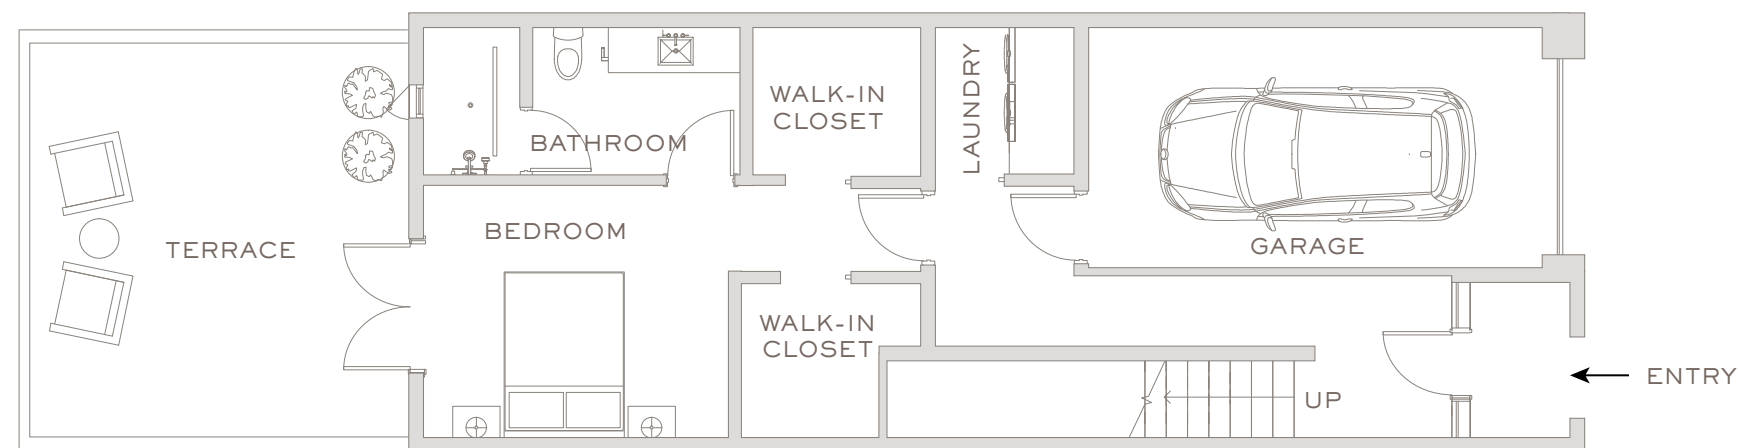 WALK-IN
CLOSET
LAUNDRY
BATHROOM
BEDROOM
TERRACE
GARAGE
WALK-IN
CLOSET
ENTRY
UP